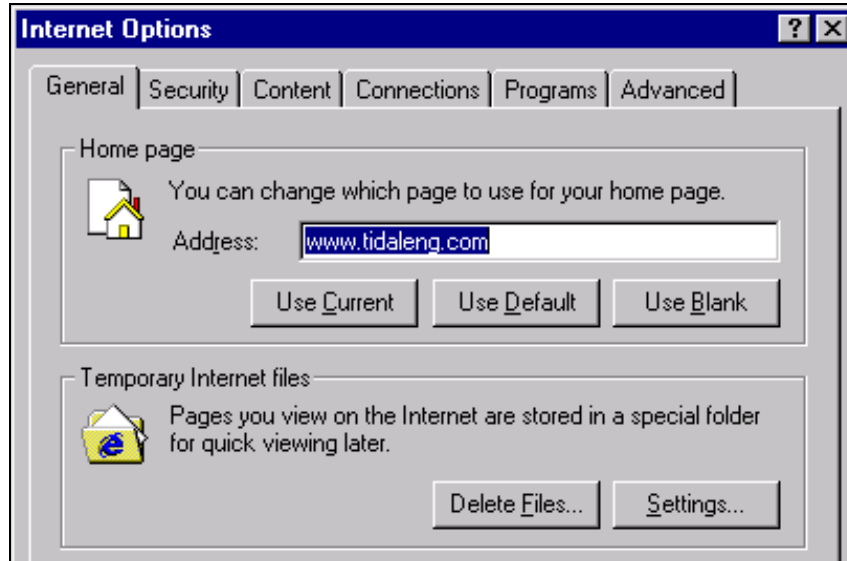 Internet Options
General Security Content Connections Programs Advanced
Home page
You can change which page to use for your home page.
Address: www.tidaleng.com
Use Current Use Default Use Blank
Temporary Internet files
Pages you view on the Internet are stored in a special folder
for quick viewing later.
Delete Files... Settings...